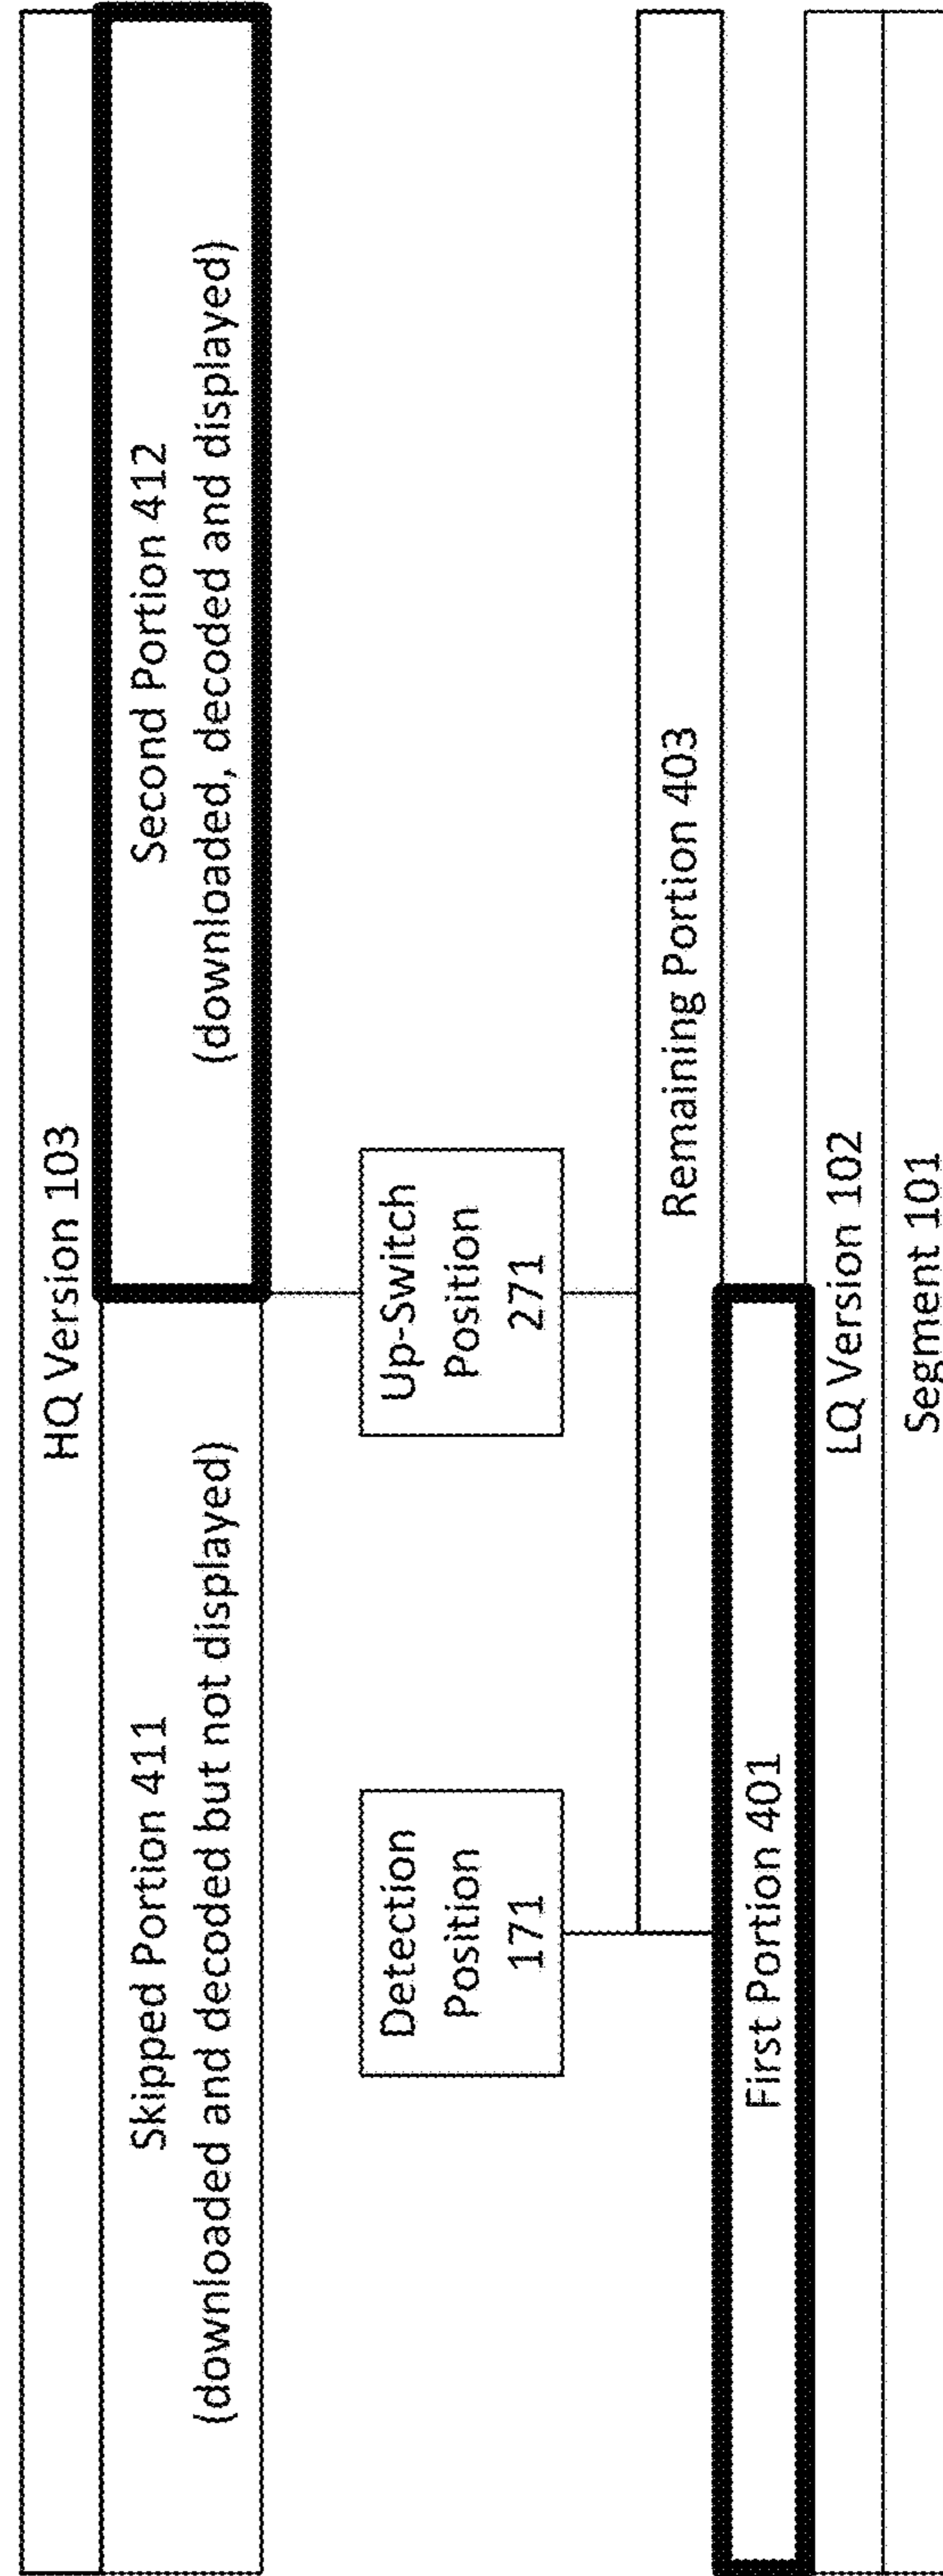 HQ Version 103
Skipped Portion 411
(downloaded and decoded but not displayed)
Second Portion 412
(downloaded, decoded and displayed)
Detection
Position
171
Up-Switch
Position
271
Remaining Portion 403
First Portion 401
LQ Version 102
Segment 101